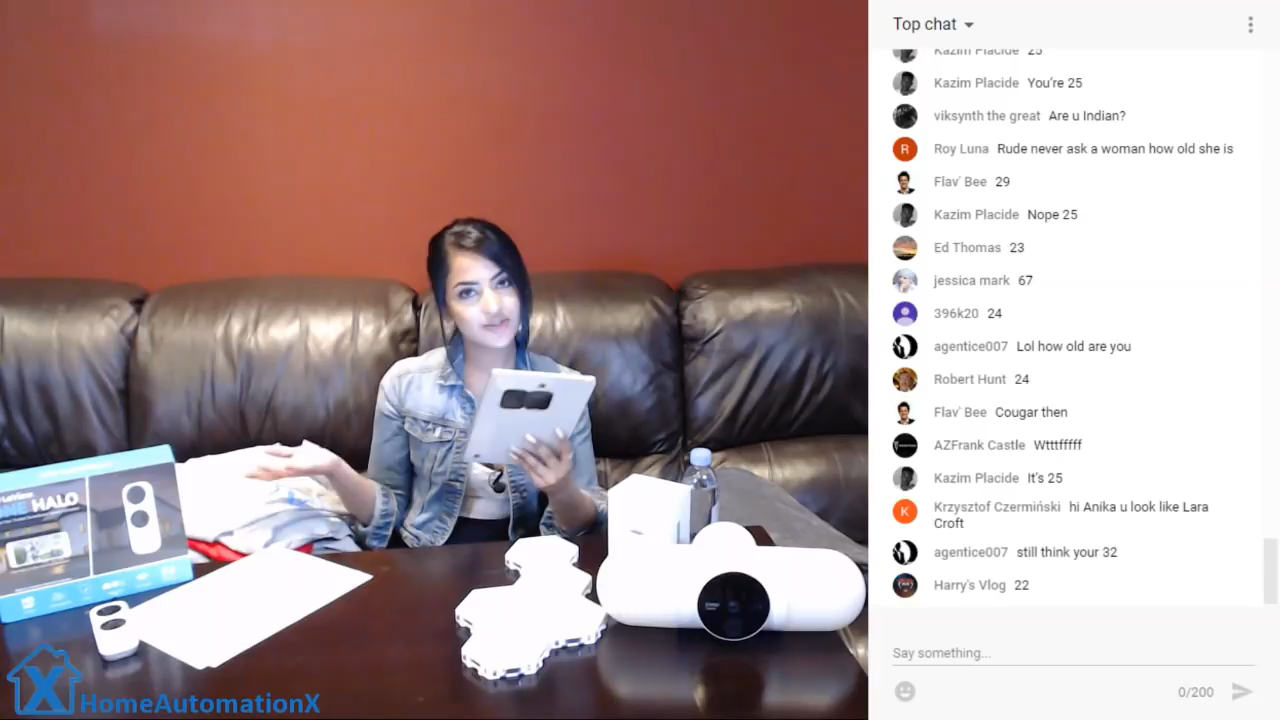 Top chat
Kazim Placide 25
Kazim Placide You're 25
viksynth the great Are u Indian?
Roy Luna Rude never ask a woman how old she is
Flav' Bee 29
Kazim Placide Nope 25
Ed Thomas 23
jessica mark 67
396k20 24
agentice007 Lol how old are you
Robert Hunt 24
Flav' Bee Cougar then
AZFrank Castle Wtttfffff
Kazim Placide It's 25
Krzysztof Czermiński hi Anika u look like Lara
Croft
agentice007 still think your 32
Harry's Vlog 22
Say something...
0/200
R
K
HALO
X HomeAutomationX